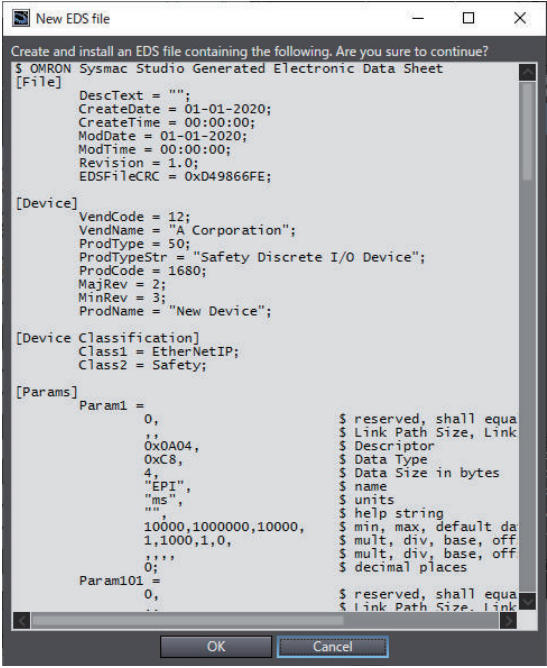 New EDS file
Create and install an EDS file containing the following. Are you sure to continue?
$ OMRON Sysmac Studio Generated Electronic Data Sheet
[File]
DescText = "";
CreateDate = 01-01-2020;
CreateTime = 00:00:00;
ModDate = 01-01-2020;
ModTime = 00:00:00;
Revision = 1.0;
EDSFileCRC = 0xD49866FE;
[Device]
VendCode = 12;
VendName = "A Corporation";
ProdType = 50;
ProdTypeStr = "Safety Discrete I/O Device";
ProdCode = 1680;
MajRev = 2;
MinRev = 3;
ProdName = "New Device";
[Device Classification]
Class1 = EtherNetIP;
Class2 = Safety;
[Params]
Param1 =
0, $ reserved, shall equa
,, $ Link Path Size, Link
0x0A04, $ Descriptor
0xC8, $ Data Type
4, $ Data Size in bytes
"EPI", $ name
"ms", $ units
"", $ help string
10000,1000000,10000, $ min, max, default da
1,1000,1,0, $ mult, div, base, off
,,,, $ mult, div, base, off
0; $ decimal places
Param101 =
0, $ reserved, shall equa
,, $ Link Path Size, Link
OK Cancel